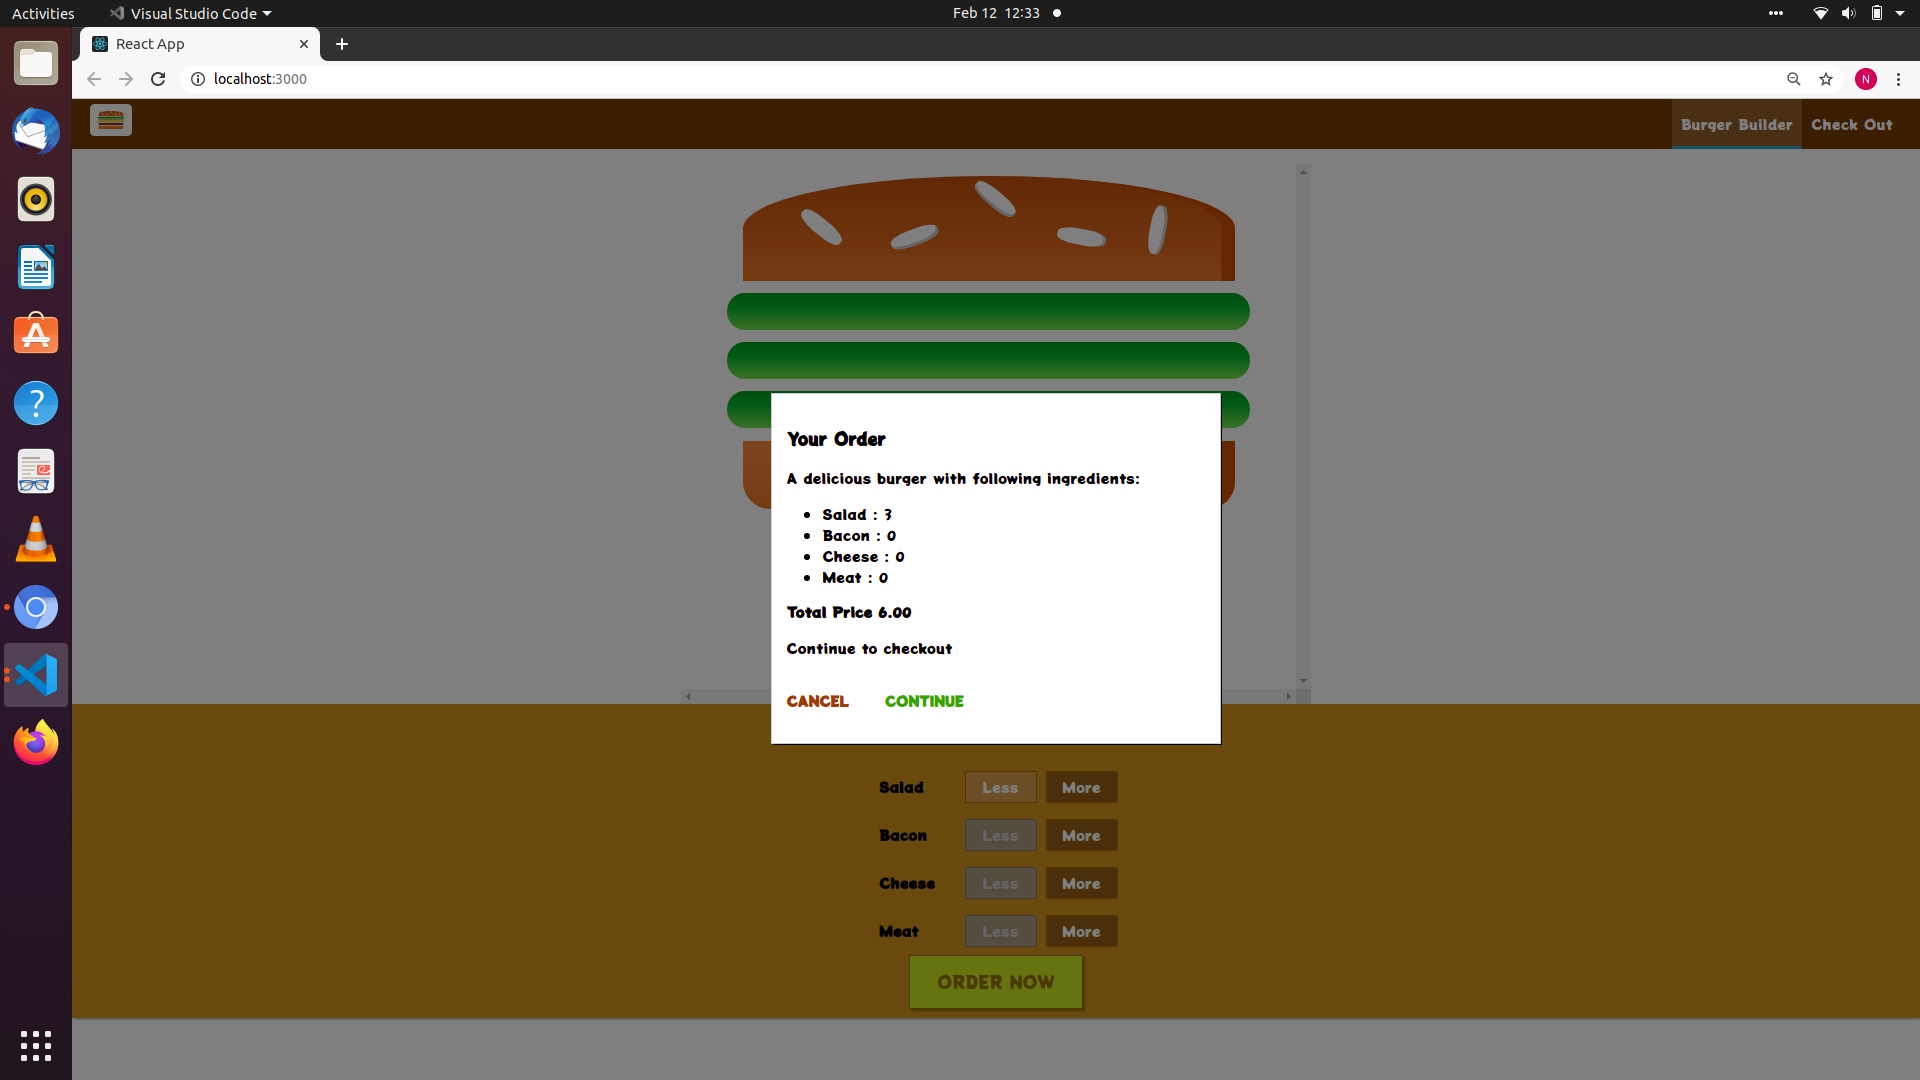 Activities
Visual Studio Code
Feb 12 12:33
React App
localhost:3000
N
Burger Builder
Check Out
Your Order
A delicious burger with following ingredients:
Salad : 3
Bacon : 0
Cheese : 0
Meat : 0
Total Price 6.00
Continue to checkout
CANCEL
CONTINUE
Salad Less More
Bacon Less More
Cheese Less More
Meat Less More
ORDER NOW